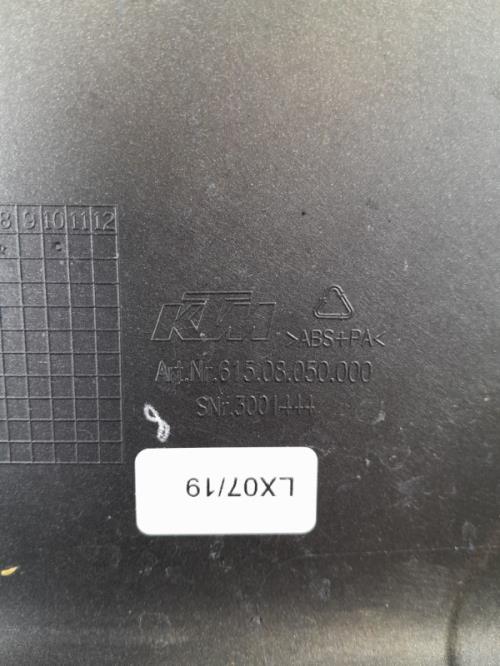 8 9 10 11 12
KTM
>ABS+PA<
Art.Nr.615.08.050.000
SNr.3001444
LX07/19